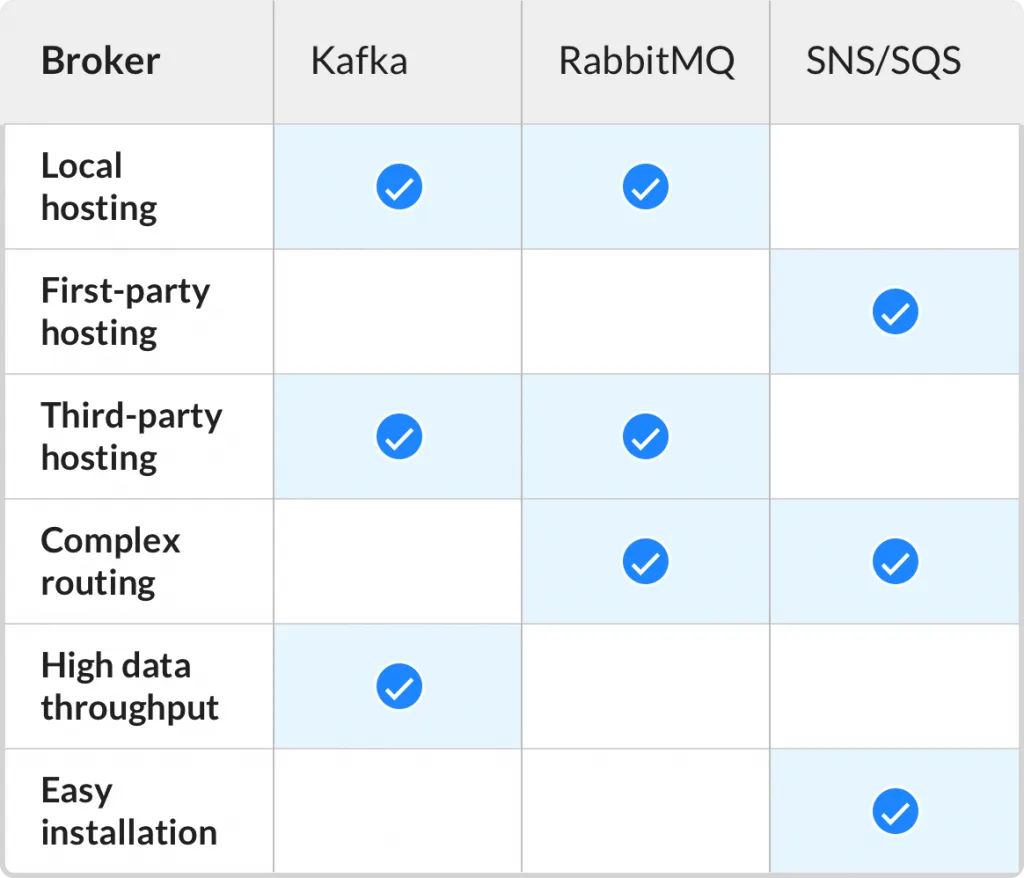 Broker Kafka RabbitMQ SNS/SQS
Local
hosting
First-party
hosting
Third-party
hosting
Complex
routing
High data
throughput
Easy
installation